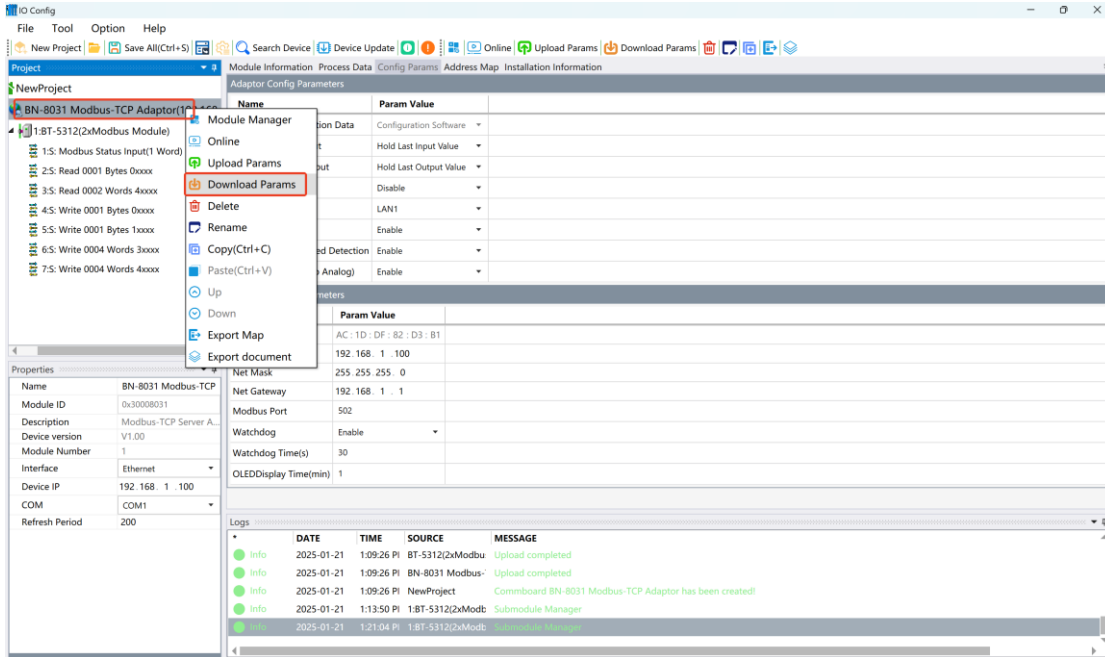 IO Config
File Tool Option Help
New Project Save All(Ctrl+S) Search Device Device Update Online Upload Params Download Params
Project
Module Information Process Data Config Params Address Map Installation Information
NewProject
BN-8031 Modbus-TCP Adaptor(192.168
1:BT-5312(2xModbus Module)
1:S: Modbus Status Input(1 Word)
2:S: Read 0001 Bytes 0xxxx
3:S: Read 0002 Words 4xxxx
4:S: Write 0001 Bytes 0xxxx
5:S: Write 0001 Bytes 1xxxx
6:S: Write 0004 Words 3xxxx
7:S: Write 0004 Words 4xxxx
Module Manager
Online
Upload Params
Download Params
Delete
Rename
Copy(Ctrl+C)
Paste(Ctrl+V)
Up
Down
Export Map
Export document
Adaptor Config Parameters
Name Param Value
tion Data Configuration Software
t Hold Last Input Value
out Hold Last Output Value
Disable
LAN1
Enable
ed Detection Enable
Analog) Enable
meters
Param Value
AC : 1D : DF : 82 : D3 : B1
192.168. 1 .100
Net Mask 255.255.255. 0
Net Gateway 192.168. 1 . 1
Modbus Port 502
Watchdog Enable
Watchdog Time(s) 30
OLEDDisplay Time(min) 1
Properties
Name BN-8031 Modbus-TCP
Module ID 0x30008031
Description Modbus-TCP Server A...
Device version V1.00
Module Number 1
Interface Ethernet
Device IP 192.168. 1 .100
COM COM1
Refresh Period 200
Logs
* DATE TIME SOURCE MESSAGE
Info 2025-01-21 1:09:26 PI BT-5312(2xModbu: Upload completed
Info 2025-01-21 1:09:26 PI BN-8031 Modbus- Upload completed
Info 2025-01-21 1:09:26 PI NewProject Commboard BN-8031 Modbus-TCP Adaptor has been created!
Info 2025-01-21 1:13:50 PI 1:BT-5312(2xModb Submodule Manager
Info 2025-01-21 1:21:04 PI 1:BT-5312(2xModb Submodule Manager